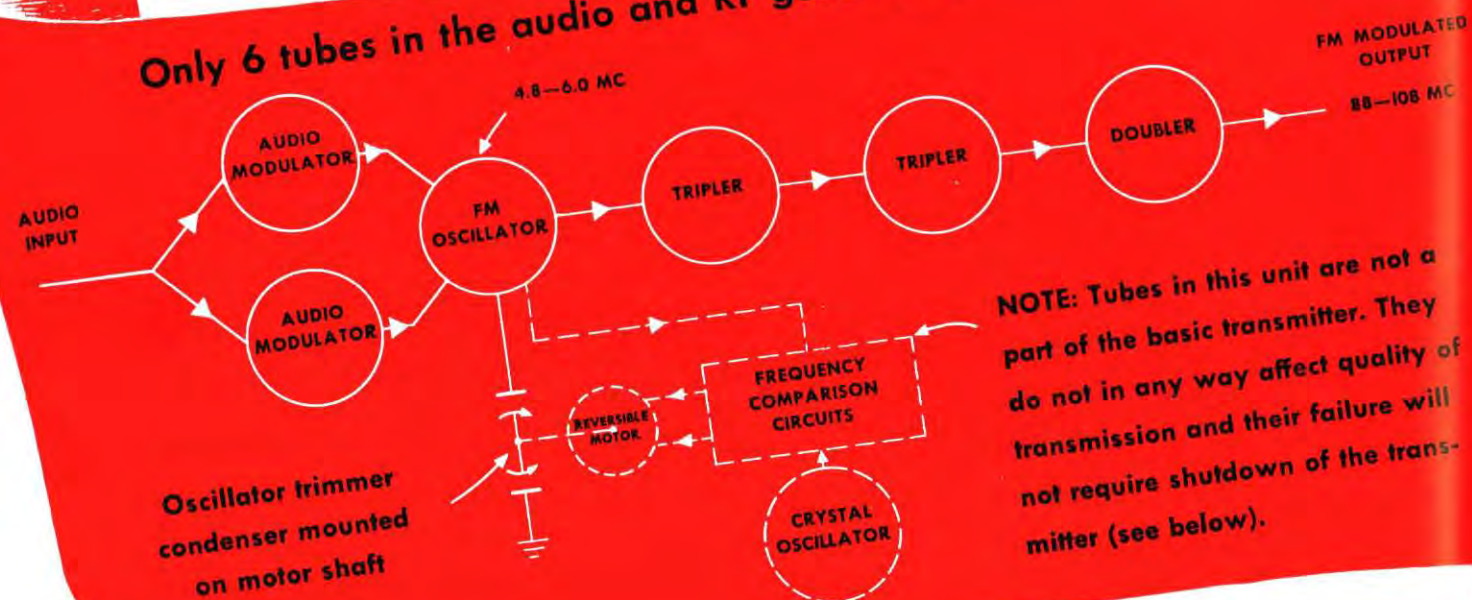 Only 6 tubes in the audio and RF
4.8—6.0 MC
FM MODULATED
OUTPUT
88—108 MC
AUDIO
INPUT
AUDIO
MODULATOR
AUDIO
MODULATOR
FM
OSCILLATOR
TRIPLER
TRIPLER
DOUBLER
FREQUENCY
COMPARISON
CIRCUITS
REVERSIBLE
MOTOR
CRYSTAL
OSCILLATOR
Oscillator trimmer
condenser mounted
on motor shaft
NOTE: Tubes in this unit are not a
part of the basic transmitter. They
do not in any way affect quality of
transmission and their failure will
not require shutdown of the trans-
mitter (see below).